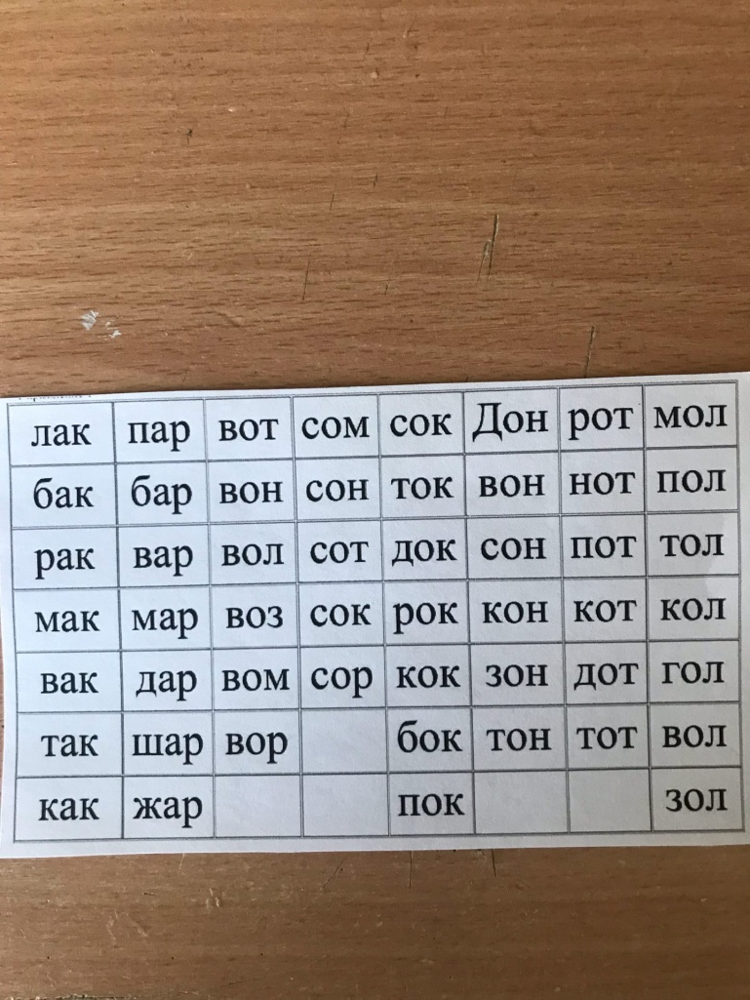 лак пар вот сом сок Дон рот мол
бак бар вон сон ток вон нот пол
рак вар вол сот док сон пот тол
мак мар воз сок рок кон кот кол
вак дар вом сор кок зон дот гол
так шар вор бок тон тот вол
как жар пок зол